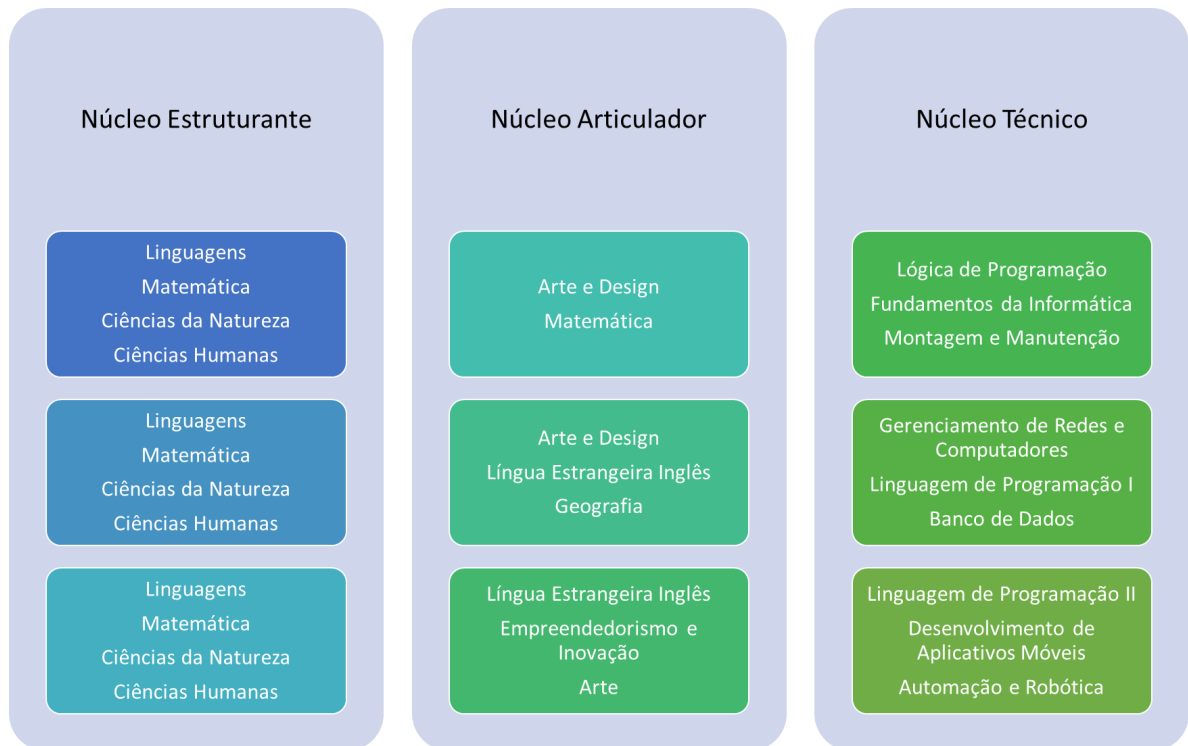 Núcleo Estruturante
Linguagens
Matemática
Ciências da Natureza
Ciências Humanas
Linguagens
Matemática
Ciências da Natureza
Ciências Humanas
Linguagens
Matemática
Ciências da Natureza
Ciências Humanas
Núcleo Articulador
Arte e Design
Matemática
Arte e Design
Língua Estrangeira Inglês
Geografia
Língua Estrangeira Inglês
Empreendedorismo e
Inovação
Arte
Núcleo Técnico
Lógica de Programação
Fundamentos da Informática
Montagem e Manutenção
Gerenciamento de Redes e
Computadores
Linguagem de Programação I
Banco de Dados
Linguagem de Programação II
Desenvolvimento de
Aplicativos Móveis
Automação e Robótica